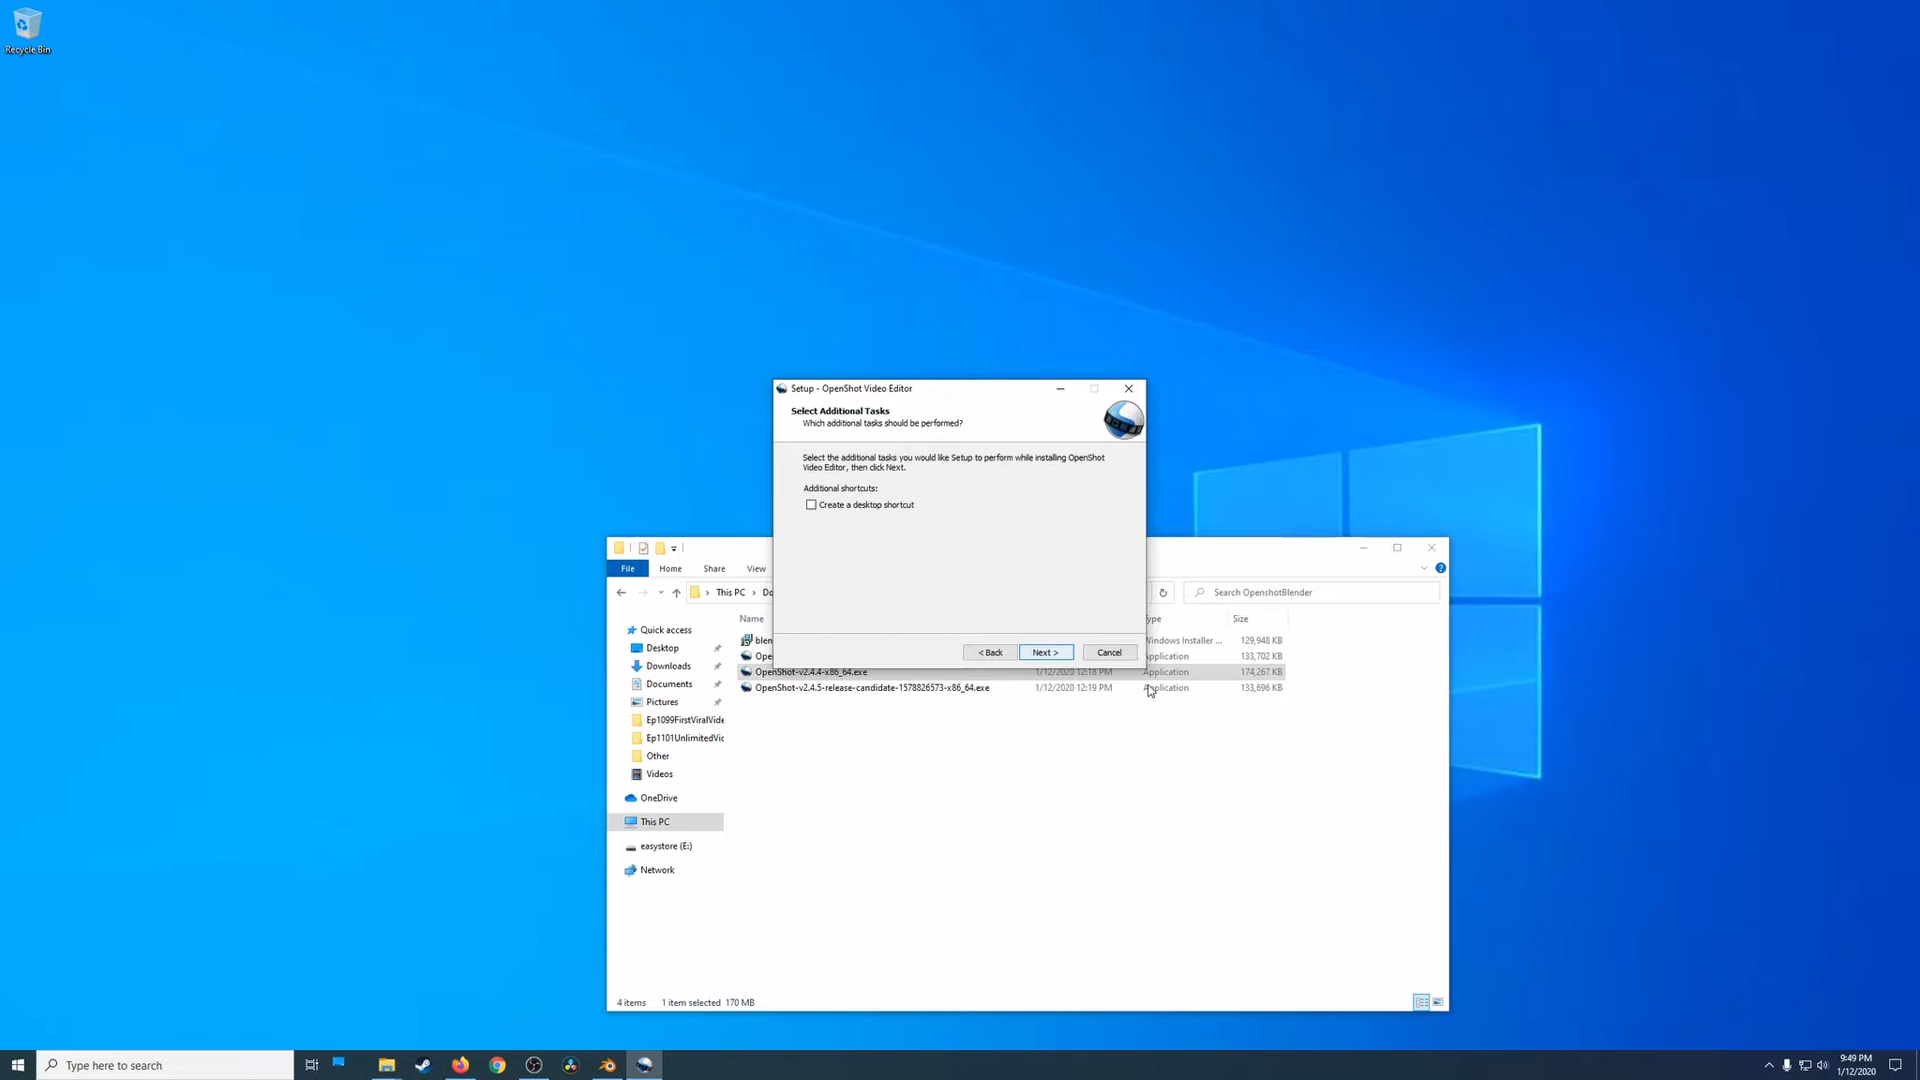 Recycle Bin
Setup - OpenShot Video Editor
Select Additional Tasks
Which additional tasks should be performed?
Select the additional tasks you would like Setup to perform while installing OpenShot
Video Editor, then click Next.
Additional shortcuts:
Create a desktop shortcut
< Back
Next >
Cancel
File
Home
Share
View
This PC
Search OpenshotBlender
Name
Size
Quick access
Desktop
Downloads
Documents
Pictures
Ep1099FirstViralVide
Ep1101UnlimitedVic
Other
Videos
OneDrive
This PC
easystore (E:)
Network
Windows Installer ... 129,948 KB
Application 133,702 KB
OpenShot-v2.4.4-x86_64.exe 1/12/2020 12:18 PM Application 174,267 KB
OpenShot-v2.4.5-release-candidate-1578826573-x86_64.exe 1/12/2020 12:19 PM Application 133,696 KB
4 items 1 item selected 170 MB
Type here to search
9:49 PM
1/12/2020